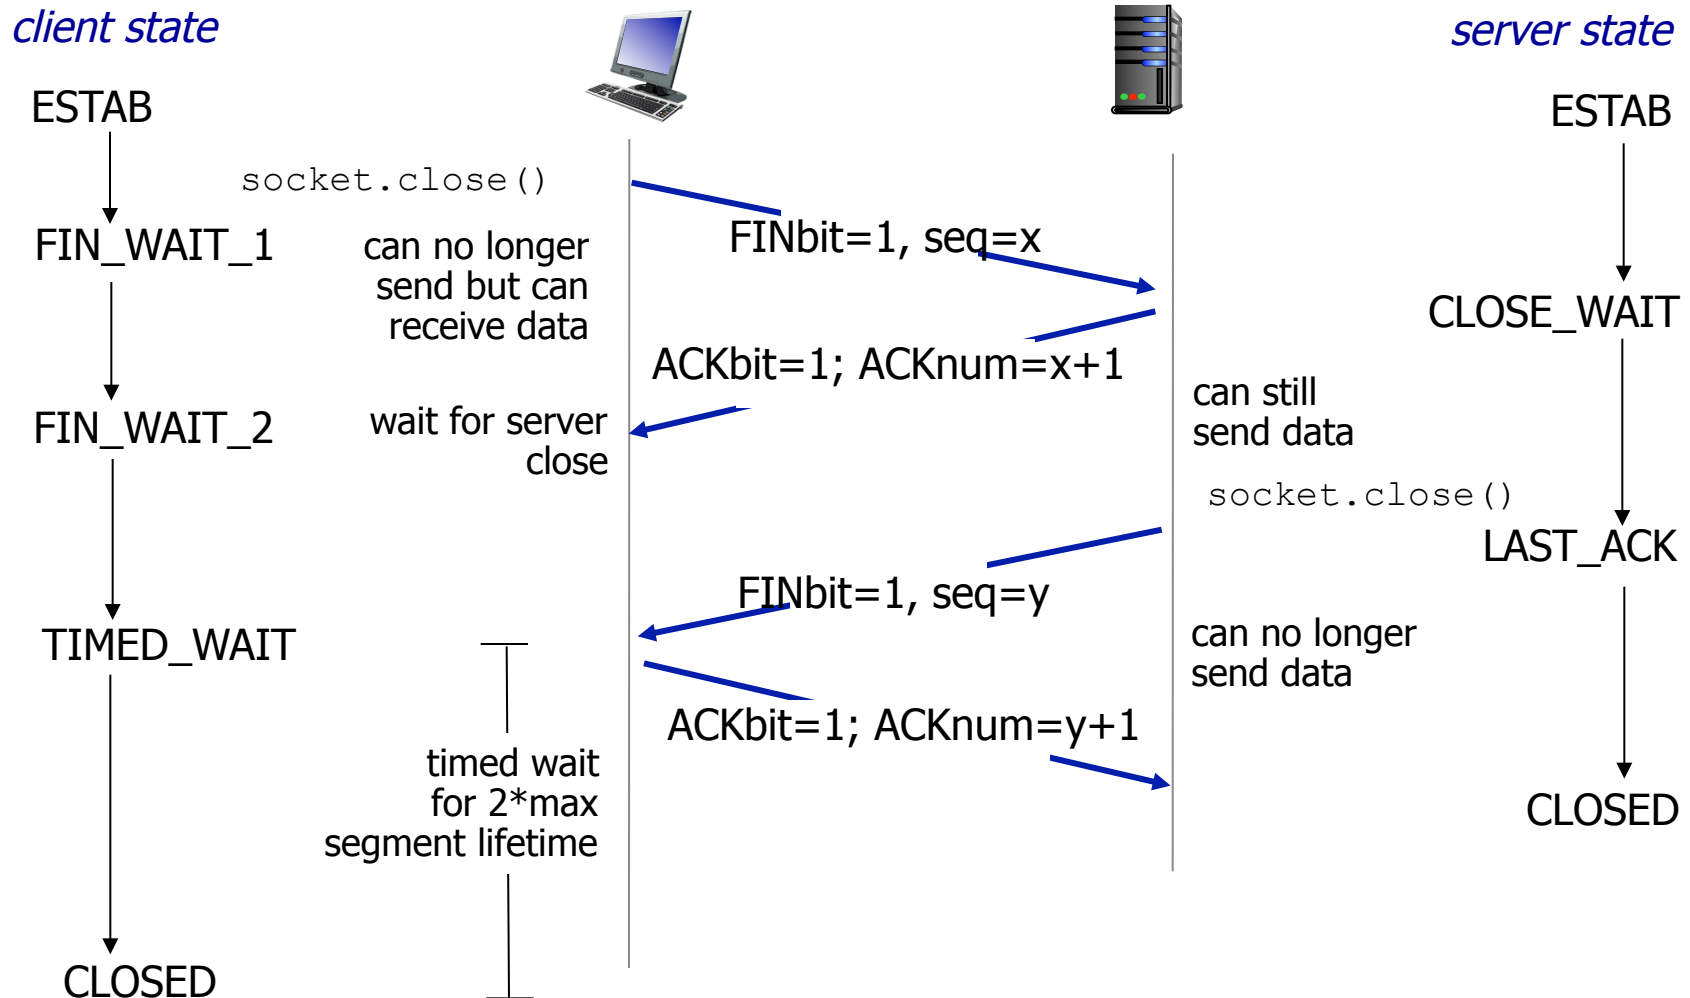 client state
server state
ESTAB
ESTAB
socket.close()
FINbit=1, seq=x
FIN_WAIT_1
can no longer
send but can
receive data
CLOSE_WAIT
ACKbit=1; ACKnum=x+1
can still
send data
FIN_WAIT_2
wait for server
close
socket.close()
LAST_ACK
FINbit=1, seq=y
TIMED_WAIT
can no longer
send data
ACKbit=1; ACKnum=y+1
timed wait
for 2*max
segment lifetime
CLOSED
CLOSED